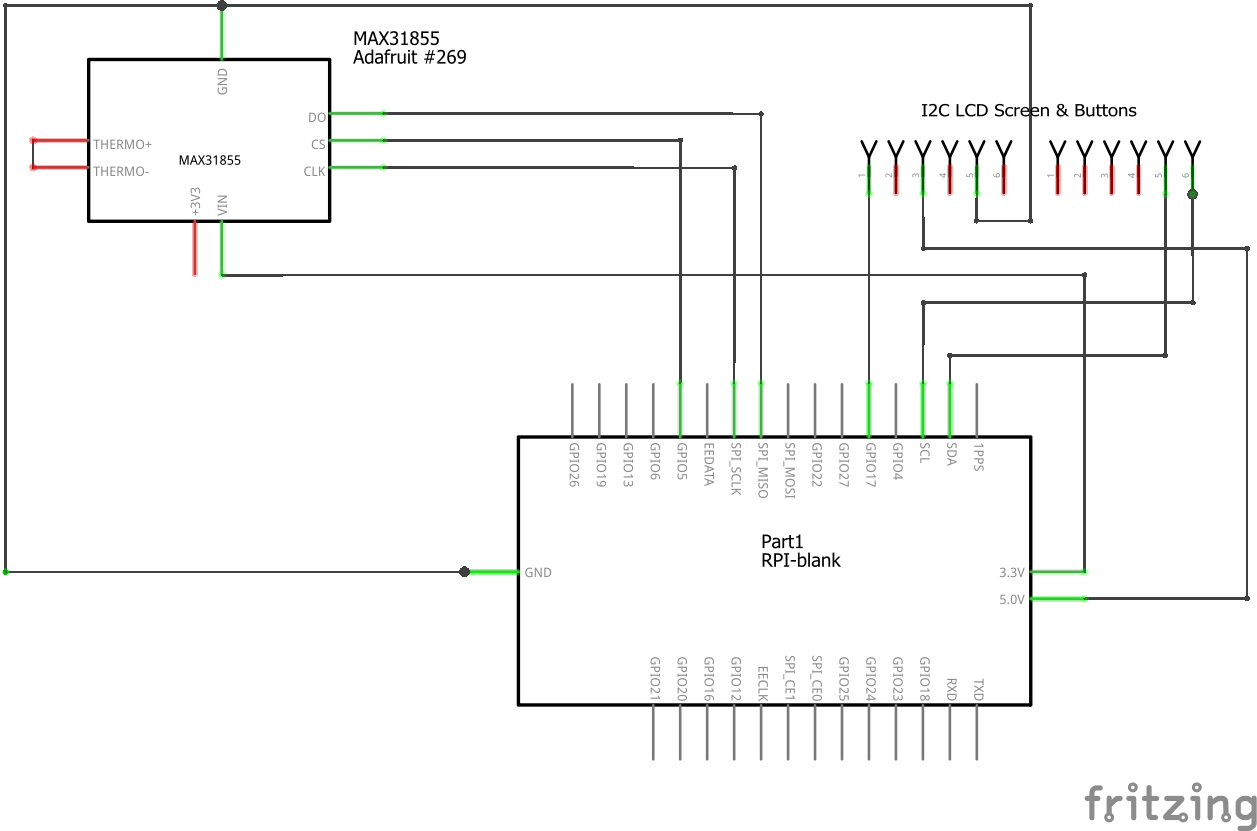 MAX31855
Adafruit #269
GND
DO
CS
CLK
THERMO+
THERMO-
MAX31855
+3V3
VIN
I2C LCD Screen & Buttons
1
2
3
4
5
6
1
2
3
4
5
6
GPIO26
GPIO19
GPIO13
GPIO6
GPIO5
EEDATA
SPI_SCLK
SPI_MISO
SPI_MOSI
GPIO22
GPIO27
GPIO17
GPIO4
SCL
SDA
1PPS
Part1
RPI-blank
GND
3.3V
5.0V
GPIO21
GPIO20
GPIO16
GPIO12
EECLK
SPI_CE1
SPI_CE0
GPIO25
GPIO24
GPIO23
GPIO18
RXD
TXD
fritzing